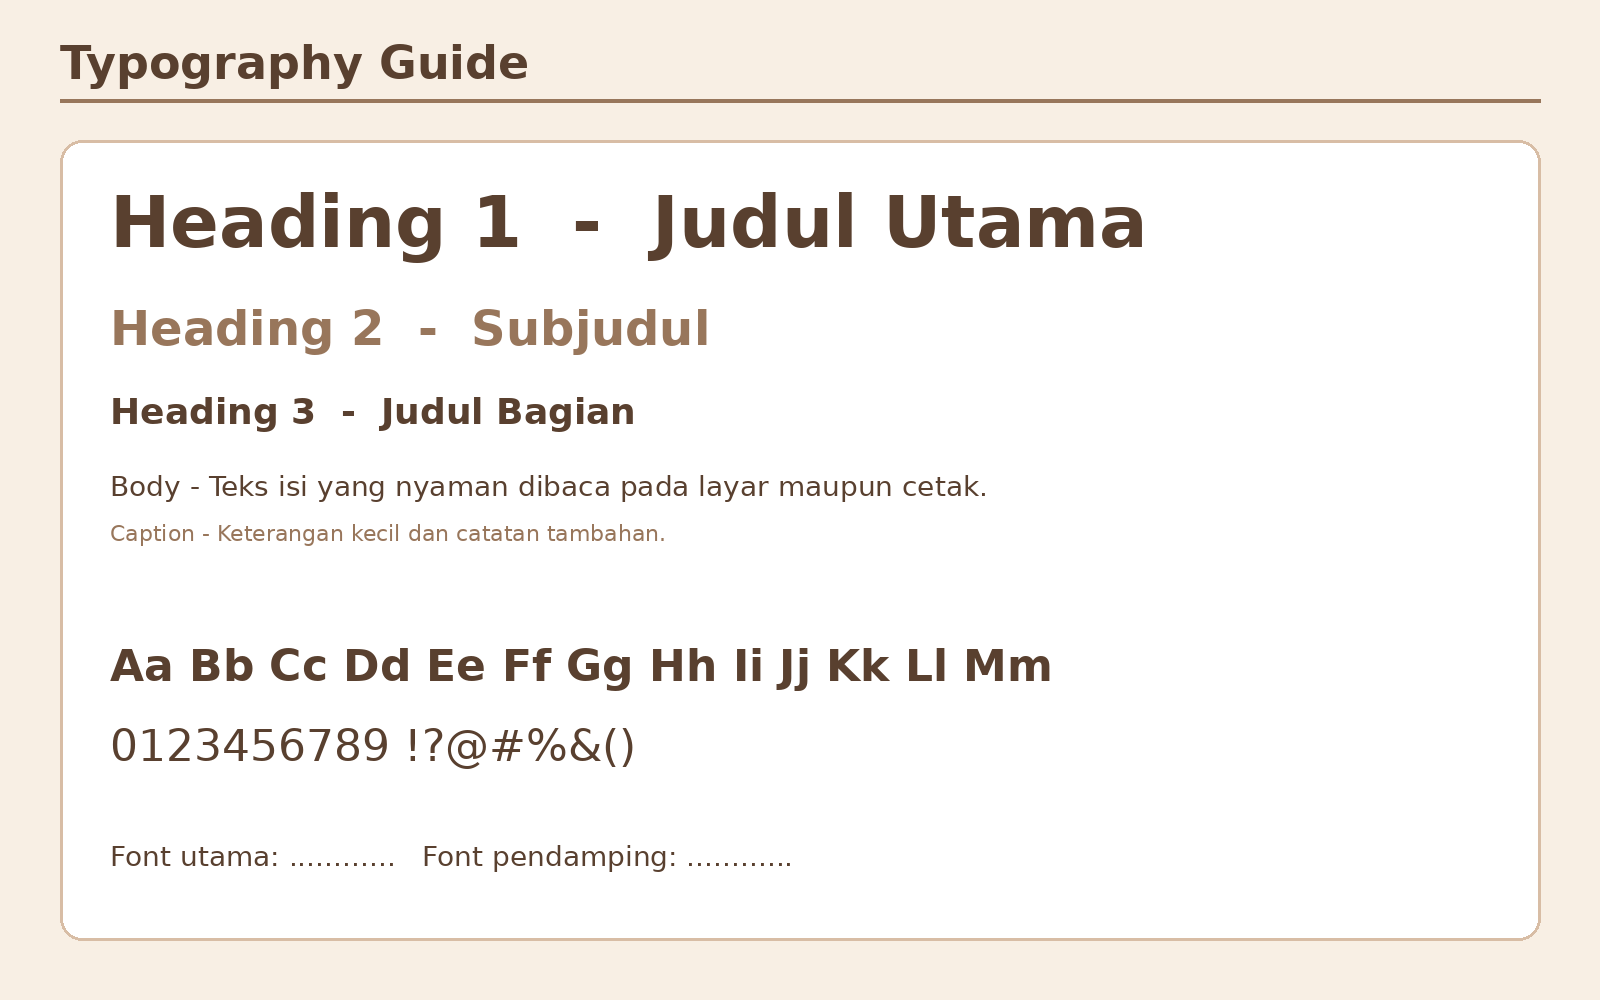 Typography Guide
Heading 1 - Judul Utama
Heading 2 - Subjudul
Heading 3 - Judul Bagian
Body - Teks isi yang nyaman dibaca pada layar maupun cetak.
Caption - Keterangan kecil dan catatan tambahan.
Aa Bb Cc Dd Ee Ff Gg Hh Ii Jj Kk Ll Mm
0123456789 !?@#%&()
Font utama: ............ Font pendamping: ............